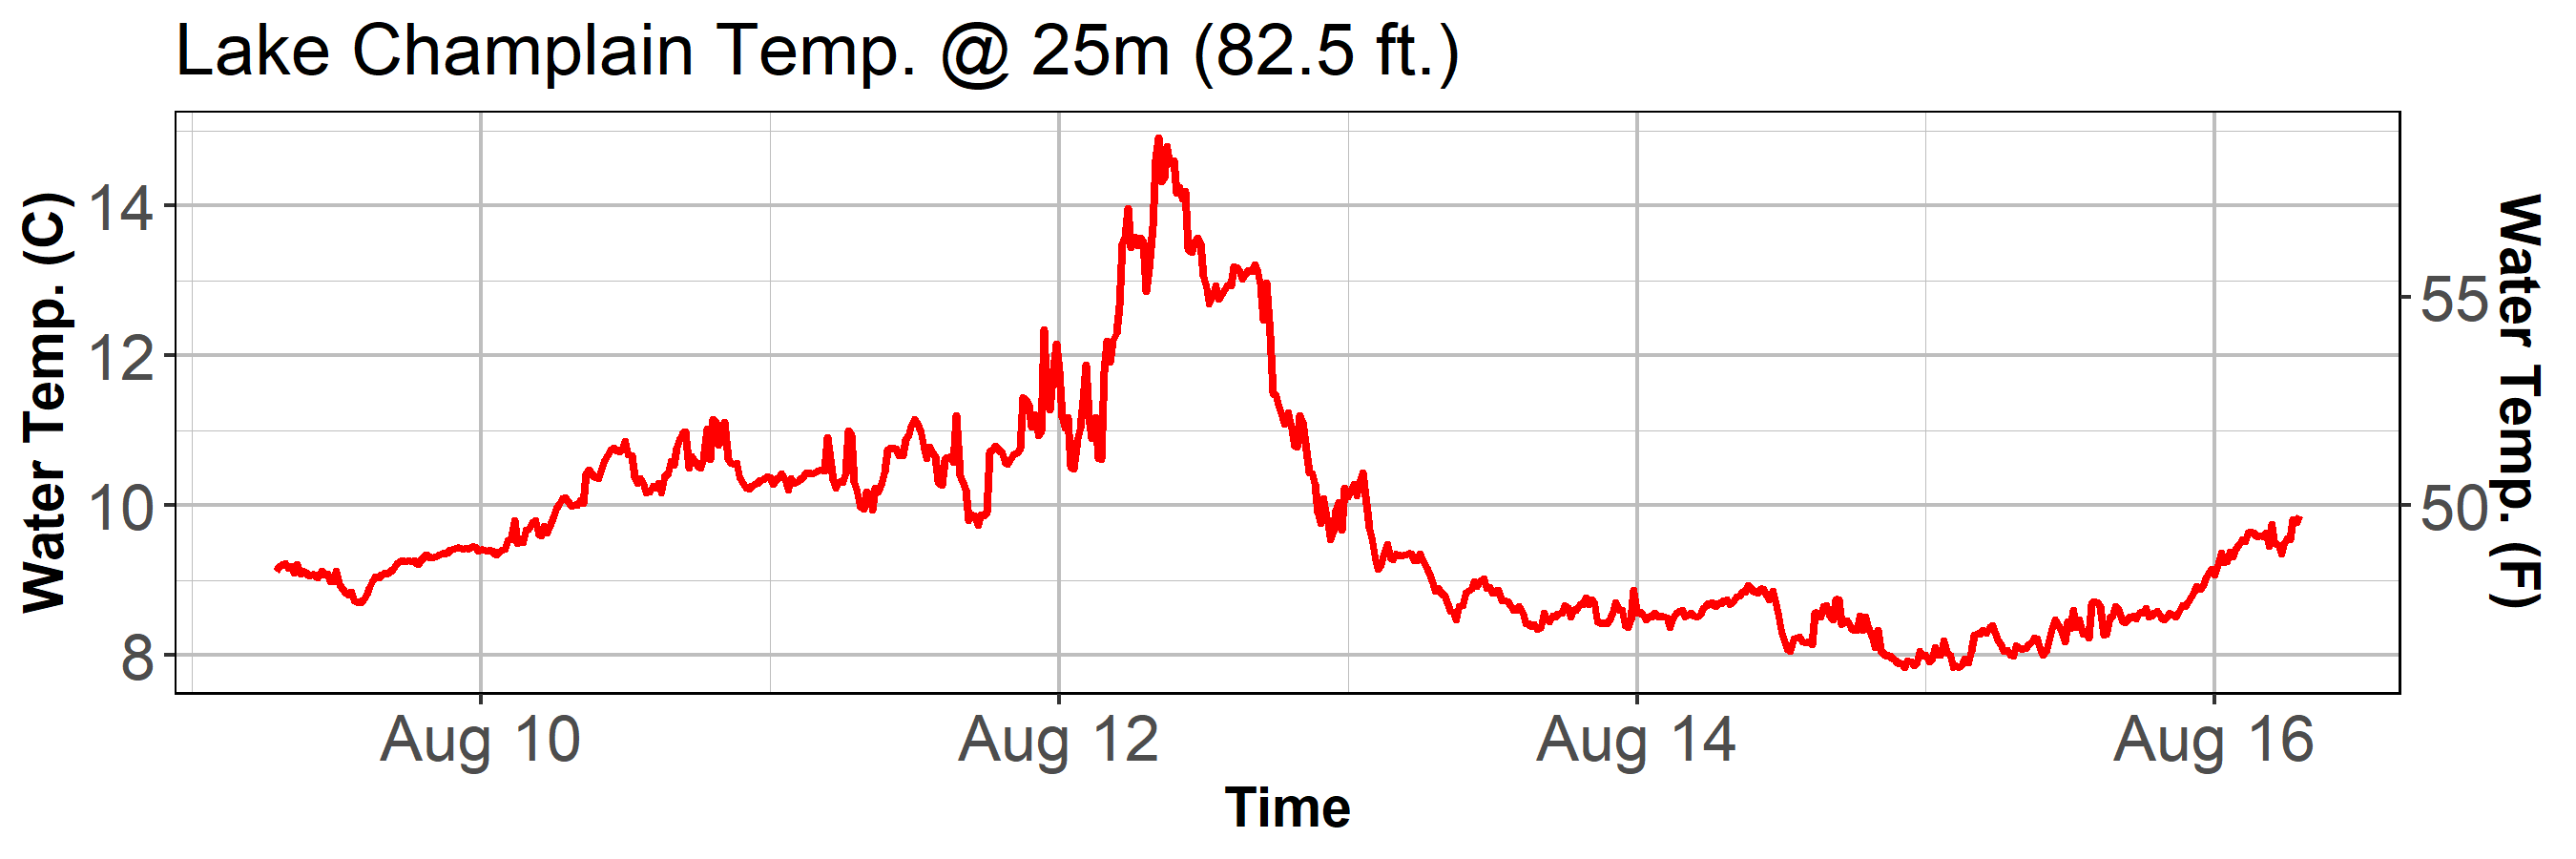 Lake Champlain Temp. @ 25m (82.5 ft.)
Water Temp. (C)
14
12
10
8
55
50
Water Temp. (F)
Aug 10
Aug 12
Aug 14
Aug 16
Time